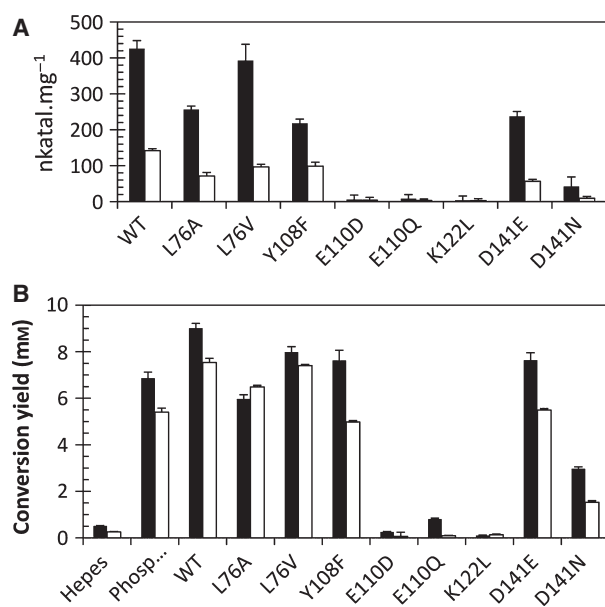 A
nkatal.mg⁻¹
500
400
300
200
100
0
WT
L76A
L76V
Y108F
E110D
E110Q
K122L
D141E
D141N
B
Conversion yield (mM)
10
8
6
4
2
0
Hepes
Phosp...
WT
L76A
L76V
Y108F
E110D
E110Q
K122L
D141E
D141N